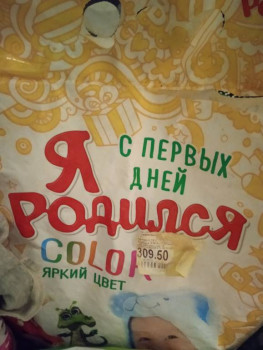 С ПЕРВЫХ
ДНЕЙ
Я
РОДИЛСЯ
COLOR
309.50
ЯРКИЙ ЦВЕТ